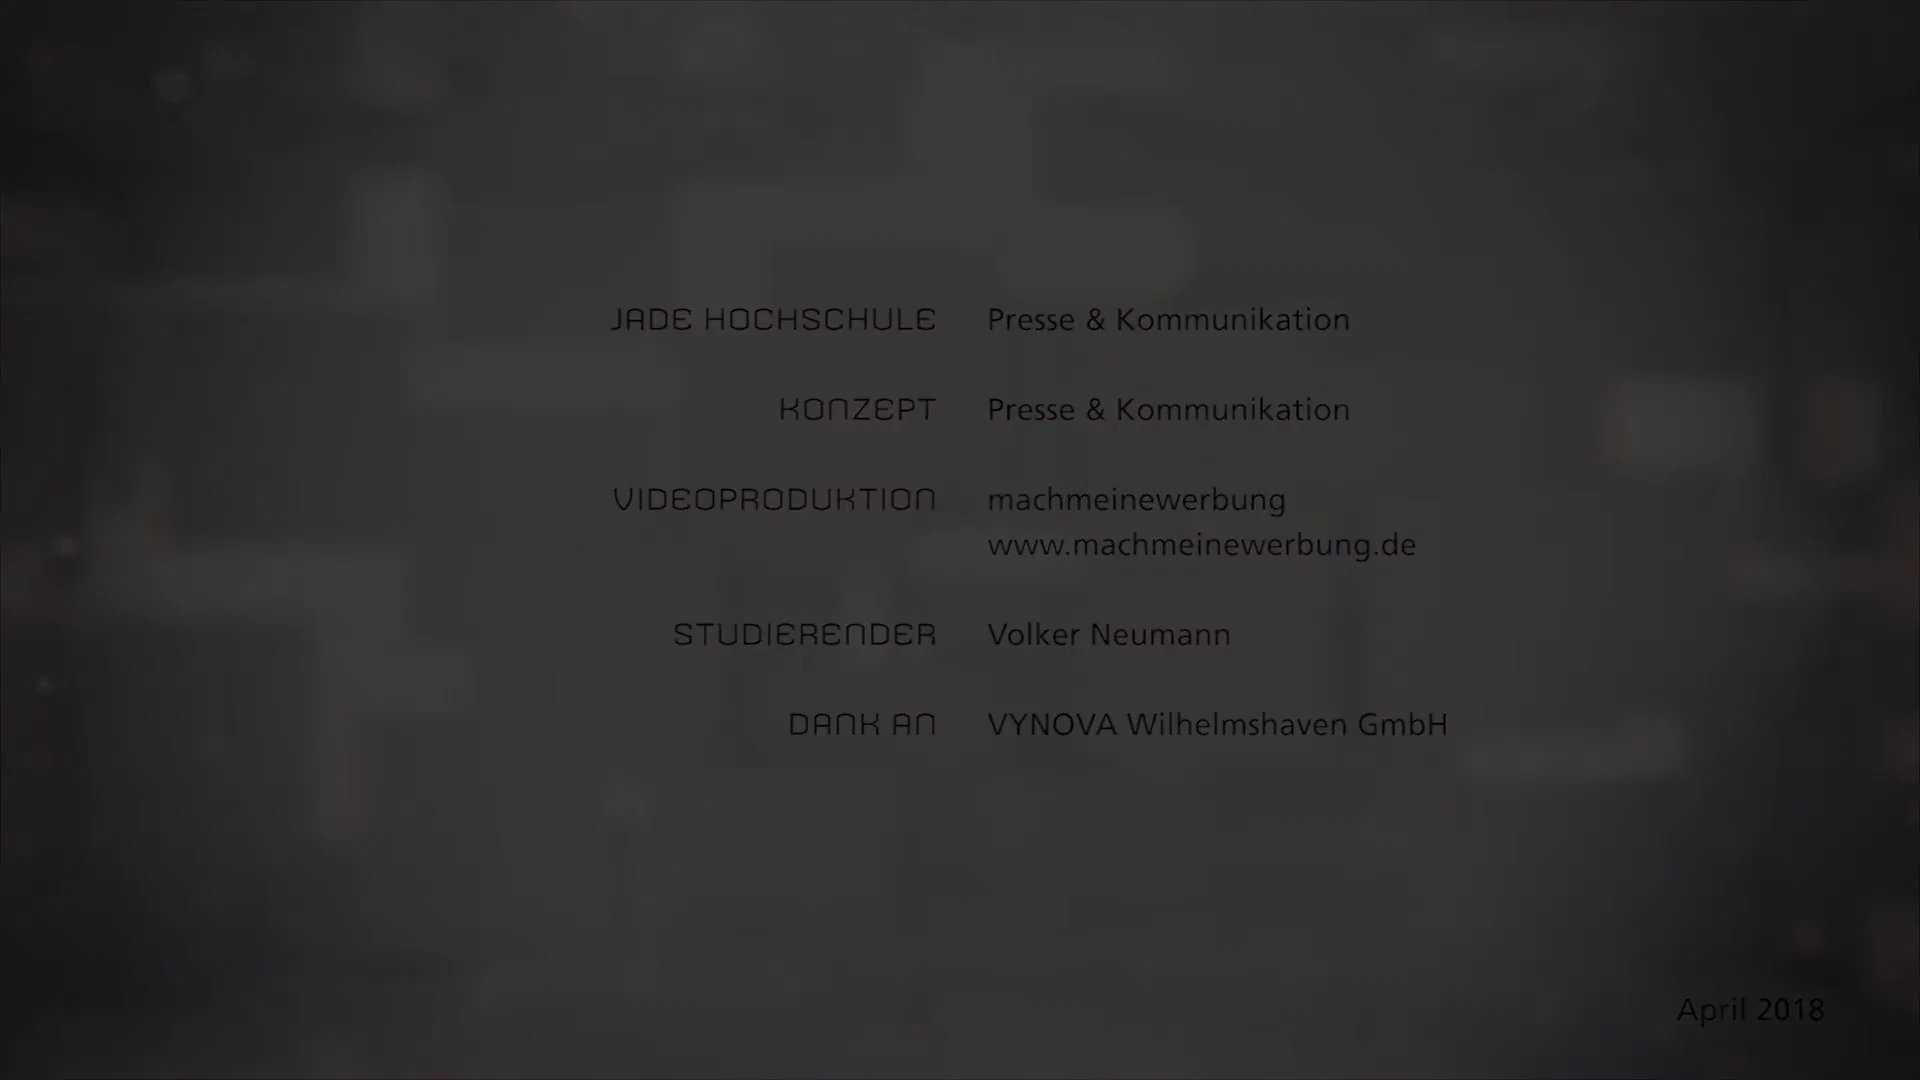 JADE HOCHSCHULE Presse & Kommunikation
KONZEPT Presse & Kommunikation
VIDEOPRODUKTION machmeinewerbung
www.machmeinewerbung.de
STUDIERENDER Volker Neumann
DANK AN VYNOVA Wilhelmshaven GmbH
April 2018